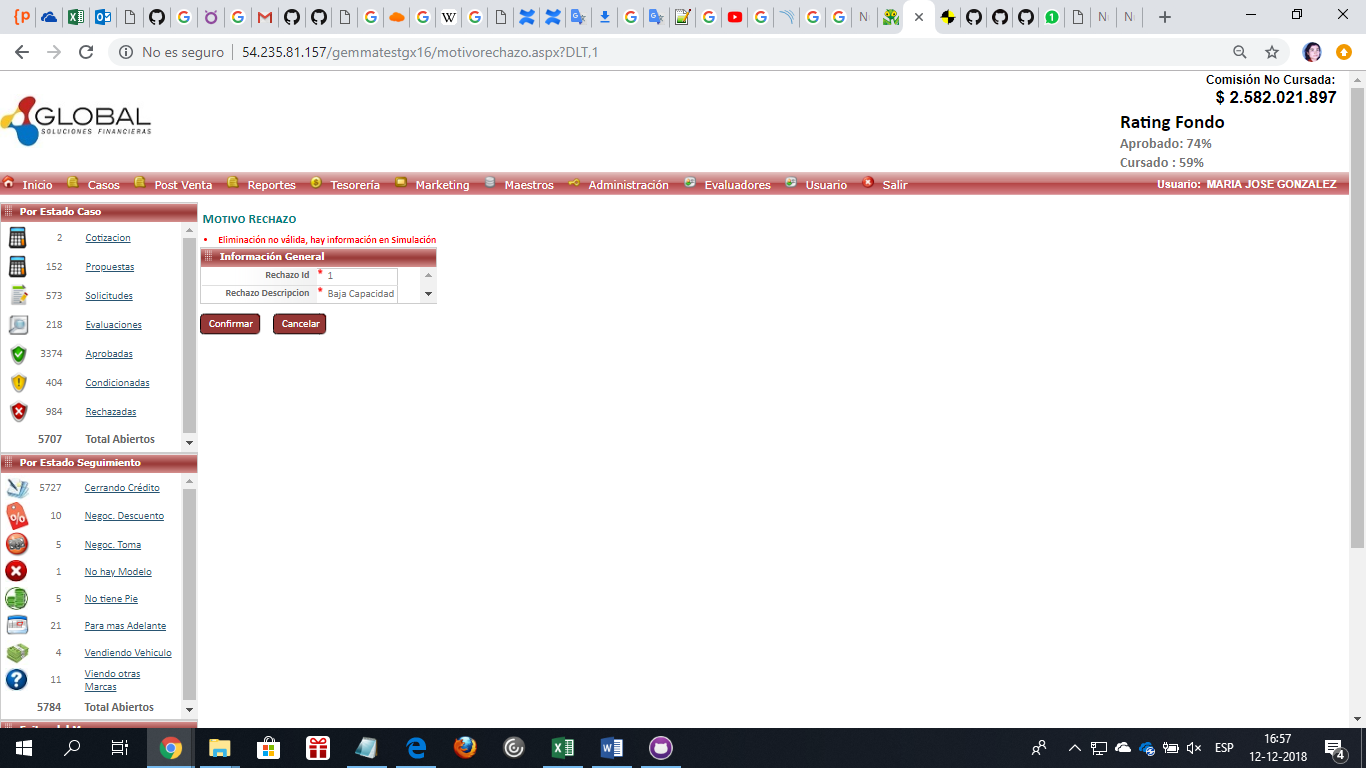 No es seguro 54.235.81.157/gemmatestgx16/motivorechazo.aspx?DLT,1
Comisión No Cursada:
$ 2.582.021.897
GLOBAL
SOLUCIONES FINANCIERAS
Rating Fondo
Aprobado: 74%
Cursado : 59%
Inicio Casos Post Venta Reportes Tesorería Marketing Maestros Administración Evaluadores Usuario Salir Usuario: MARIA JOSE GONZALEZ
Por Estado Caso
2 Cotizacion
152 Propuestas
573 Solicitudes
218 Evaluaciones
3374 Aprobadas
404 Condicionadas
984 Rechazadas
5707 Total Abiertos
Por Estado Seguimiento
5727 Cerrando Crédito
10 Negoc. Descuento
5 Negoc. Toma
1 No hay Modelo
5 No tiene Pie
21 Para mas Adelante
4 Vendiendo Vehiculo
11 Viendo otras
Marcas
5784 Total Abiertos
Motivo Rechazo
Eliminación no válida, hay información en Simulación
Información General
Rechazo Id * 1
Rechazo Descripcion * Baja Capacidad
Confirmar Cancelar
ESP
16:57
12-12-2018
4